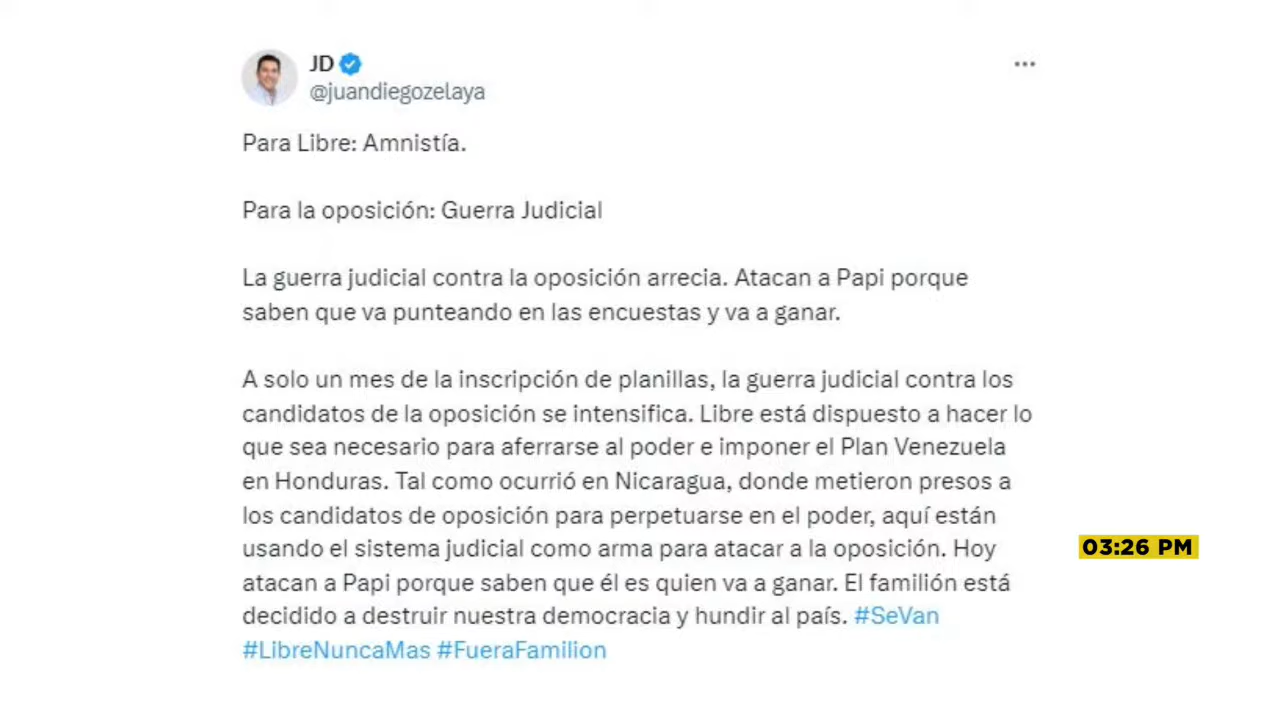 JD
@juandiegozelaya
Para Libre: Amnistía.
Para la oposición: Guerra Judicial
La guerra judicial contra la oposición arrecia. Atacan a Papi porque
saben que va punteando en las encuestas y va a ganar.
A solo un mes de la inscripción de planillas, la guerra judicial contra los
candidatos de la oposición se intensifica. Libre está dispuesto a hacer lo
que sea necesario para aferrarse al poder e imponer el Plan Venezuela
en Honduras. Tal como ocurrió en Nicaragua, donde metieron presos a
los candidatos de oposición para perpetuarse en el poder, aquí están
usando el sistema judicial como arma para atacar a la oposición. Hoy
atacan a Papi porque saben que él es quien va a ganar. El familión está
decidido a destruir nuestra democracia y hundir al país. #SeVan
#LibreNuncaMas #FueraFamilion
03:26 PM